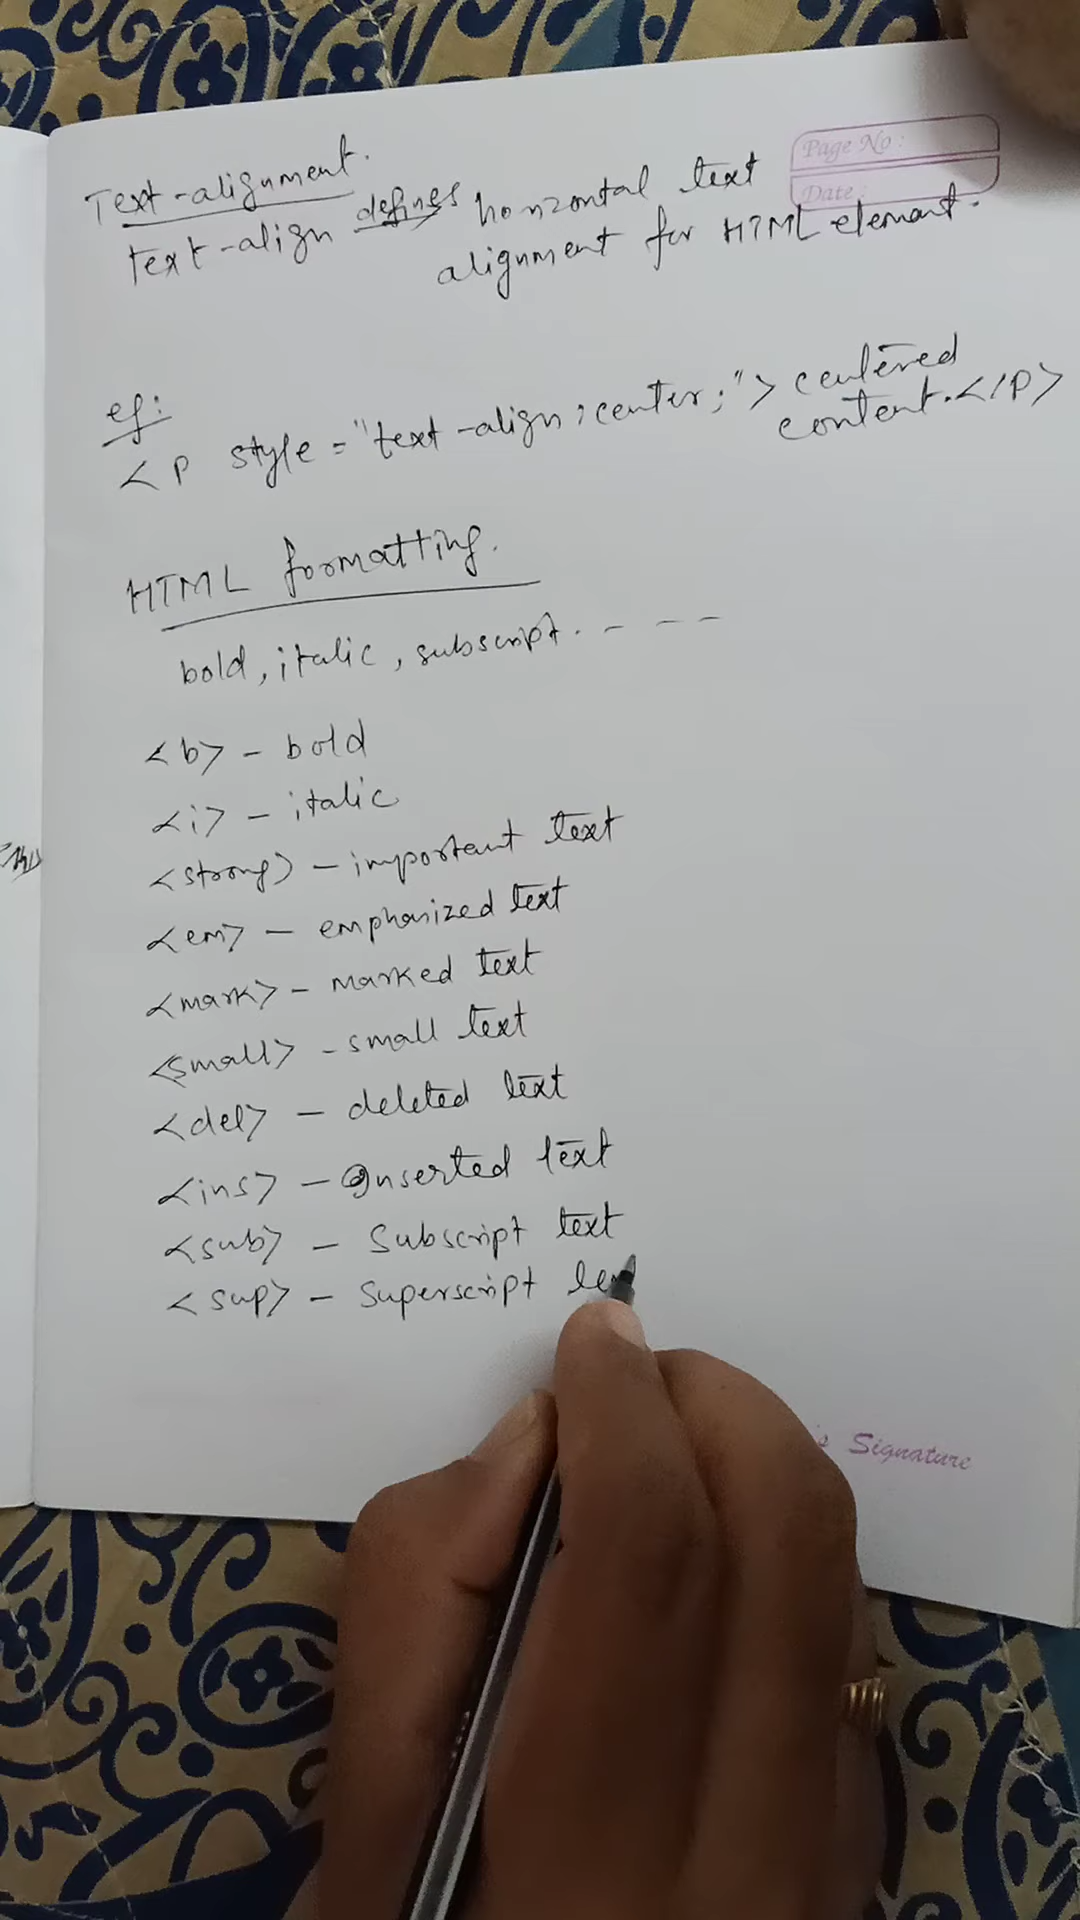 Text-alignment.
Page No :
Date :
text-align defines horizontal text
alignment for HTML element.
eg:
<p style="text-align:center;"> centered
content.</P>
HTML formatting.
bold, italic, subscript. - - - -
<b> - bold
<i> - italic
<strong> - important text
<em> - emphasized text
<mark> - marked text
<small> - small text
<del> - deleted text
<ins> - Inserted text
<sub> - Subscript text
<sup> - Superscript
's Signature